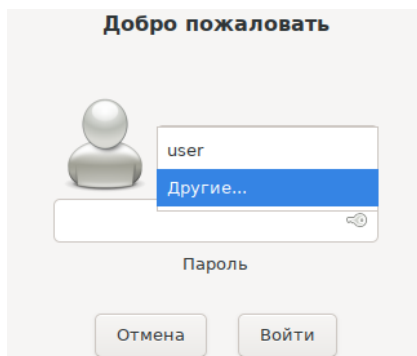 Добро пожаловать
user
Другие...
Пароль
Отмена
Войти